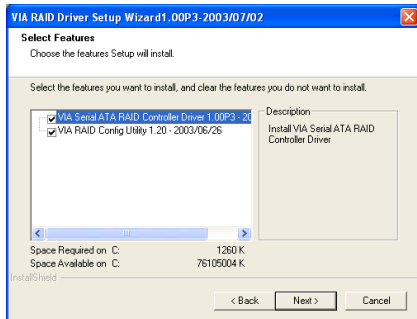 VIA RAID Driver Setup Wizard1.00P3-2003/07/02
Select Features
Choose the features Setup will install.
Select the features you want to install, and clear the features you do not want to install.
VIA Serial ATA RAID Controller Driver 1.00P3 - 20
VIA RAID Config Utility 1.20 - 2003/06/26
Description
Install VIA Serial ATA RAID
Controller Driver
Space Required on C: 1260 K
Space Available on C: 76105004 K
InstallShield
< Back Next > Cancel